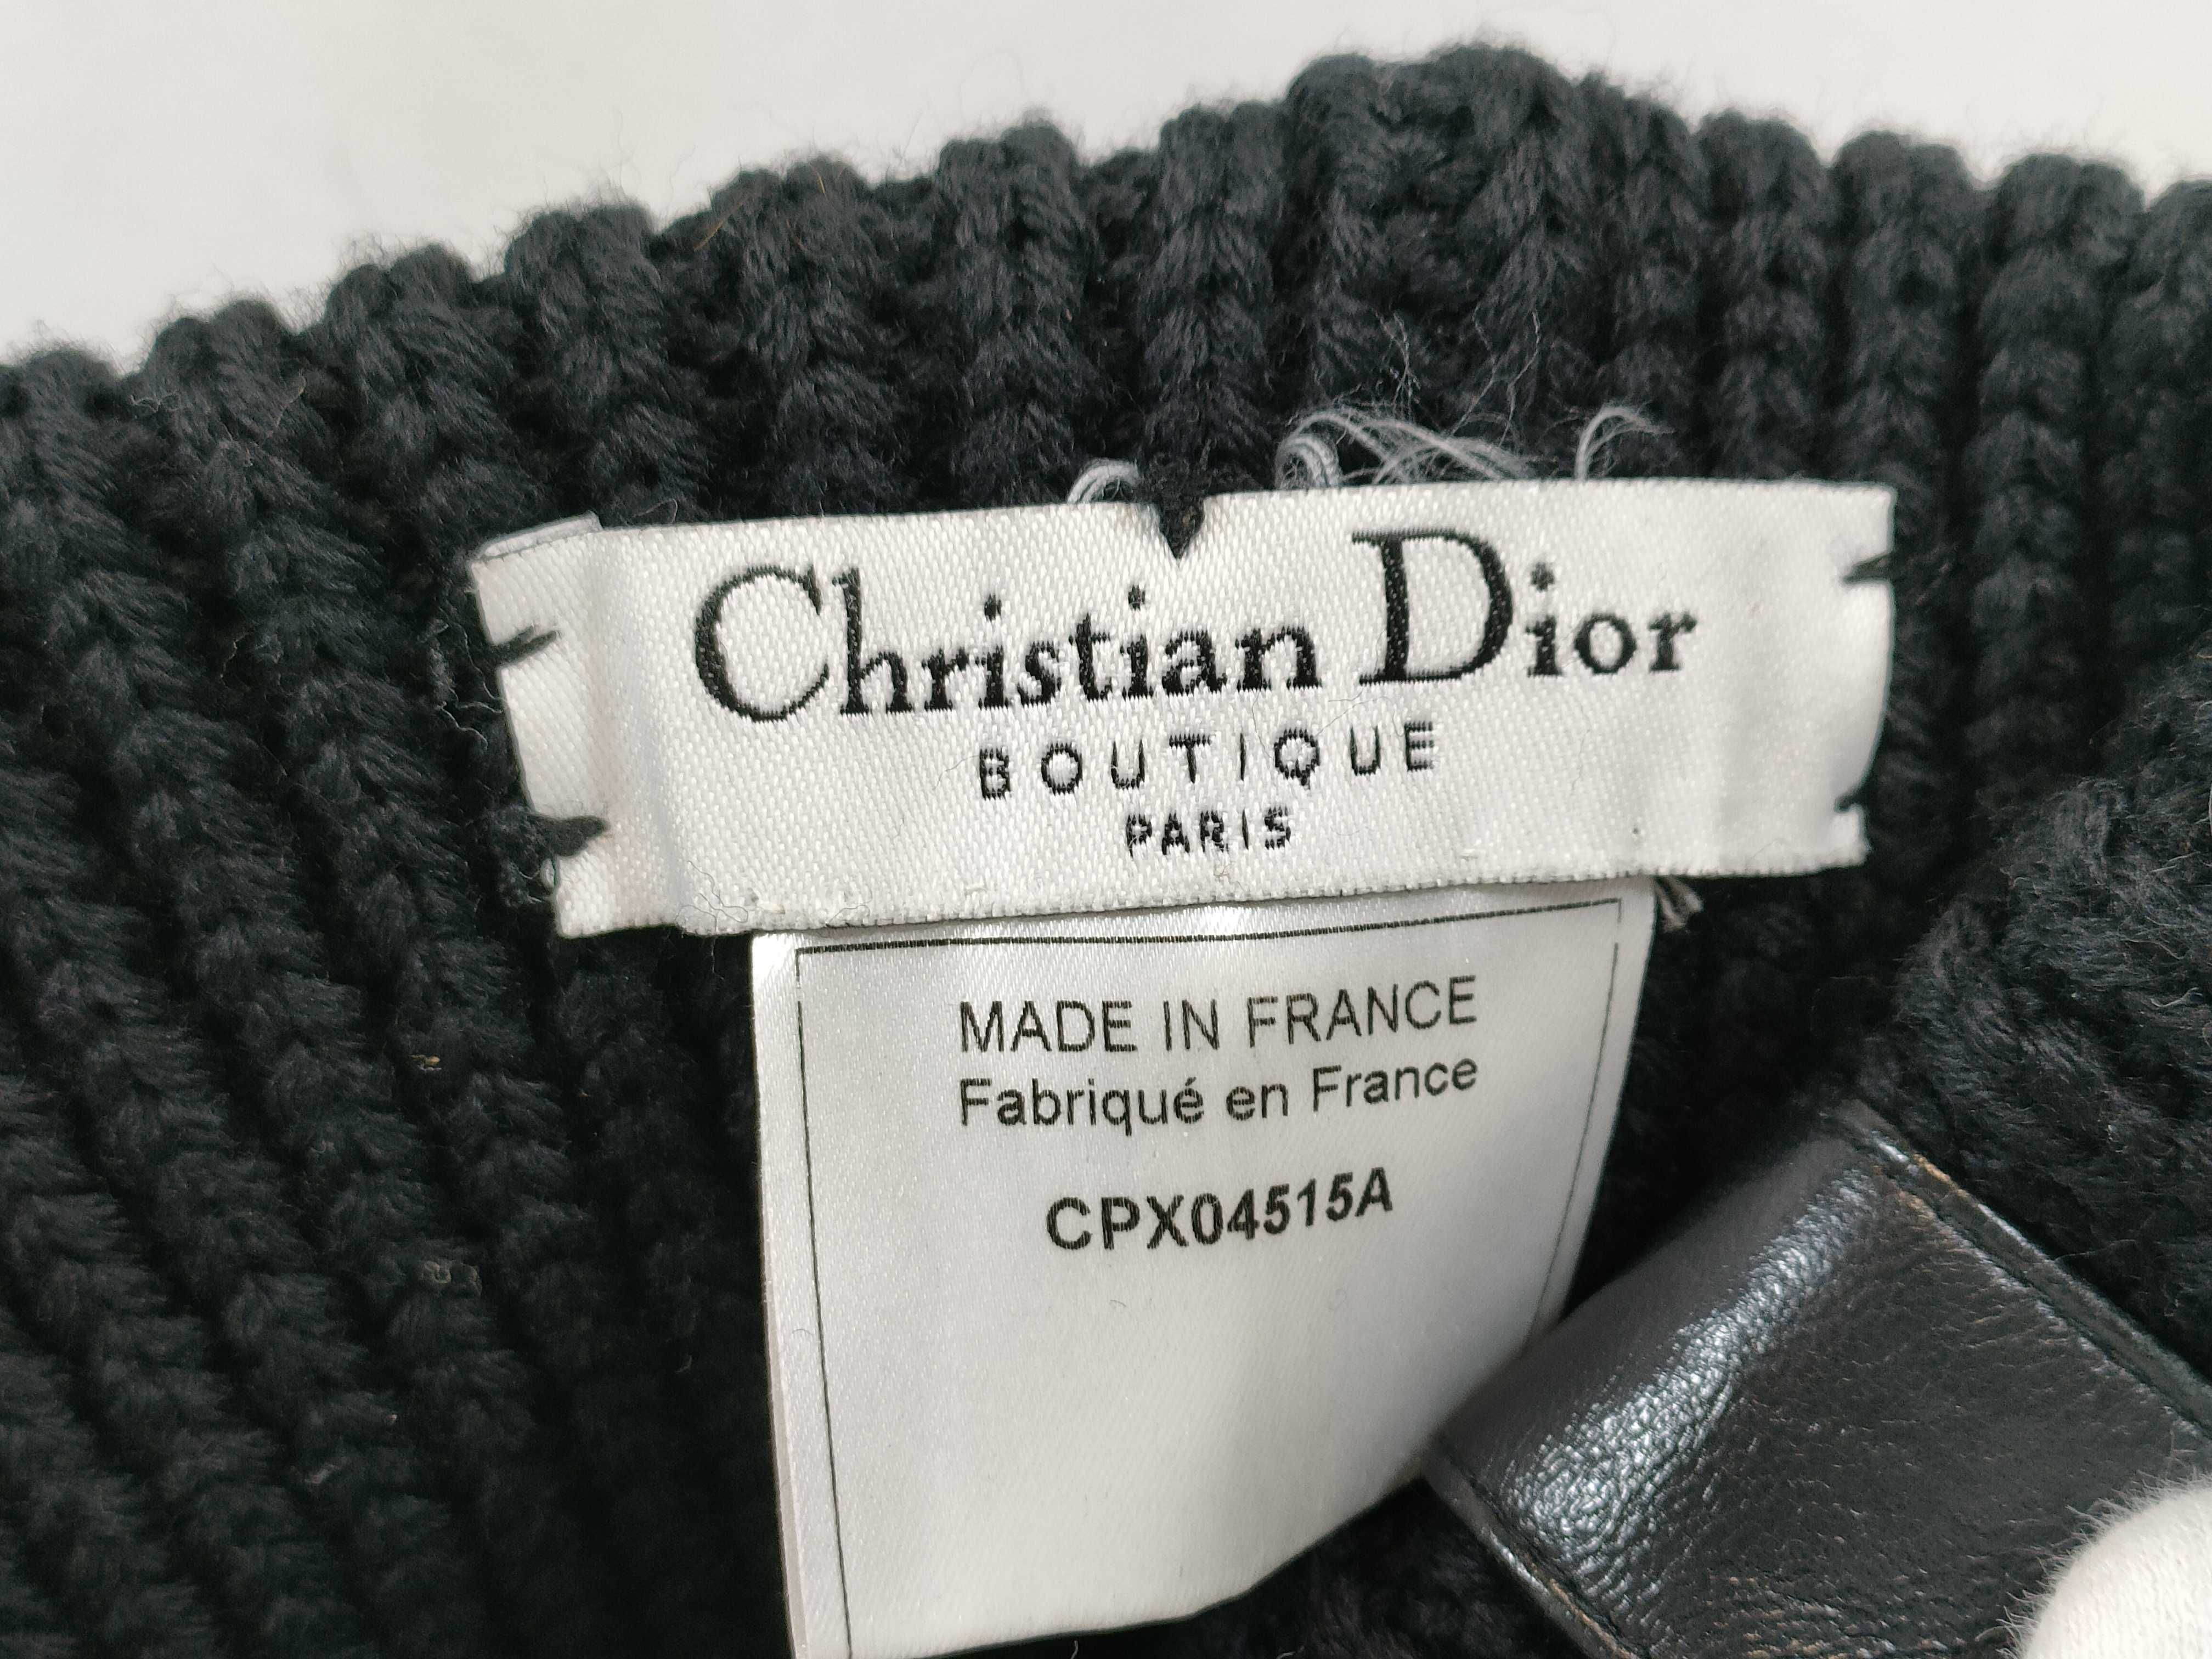 Christian Dior
BOUTIQUE
PARIS
MADE IN FRANCE
Fabriqué en France
CPX04515A